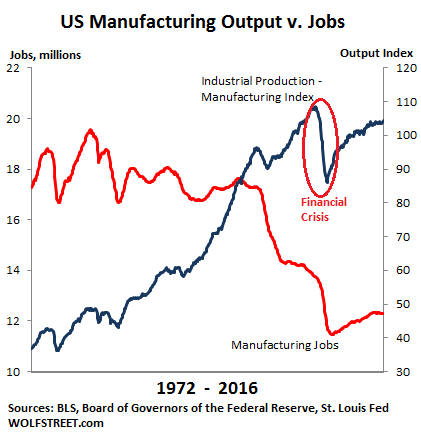 US Manufacturing Output v. Jobs
Jobs, millions
Output Index
22
20
18
16
14
12
10
120
110
100
90
80
70
60
50
40
30
Industrial Production -
Manufacturing Index
Financial
Crisis
Manufacturing Jobs
1972 - 2016
Sources: BLS, Board of Governors of the Federal Reserve, St. Louis Fed
WOLFSTREET.com